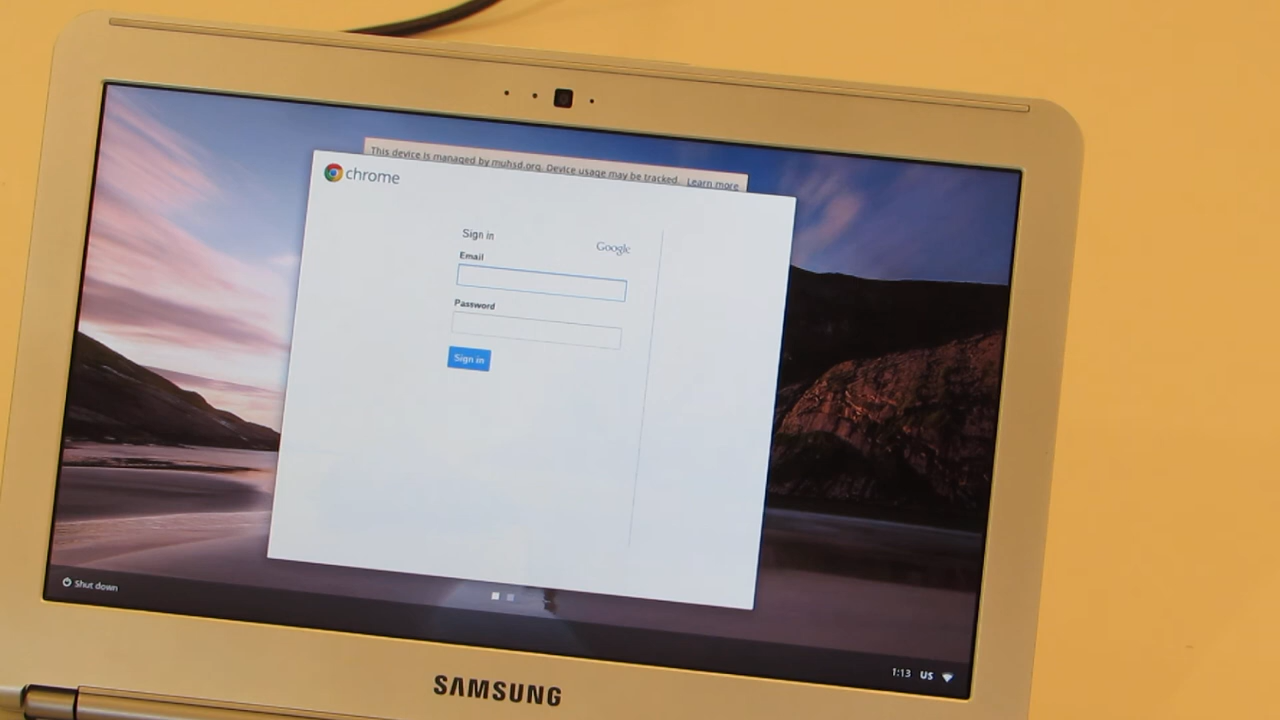 This device is managed by muhsd.org. Device usage may be tracked. Learn more
chrome
Sign in
Google
Email
Password
Sign in
Shut down
1:13 US
SAMSUNG